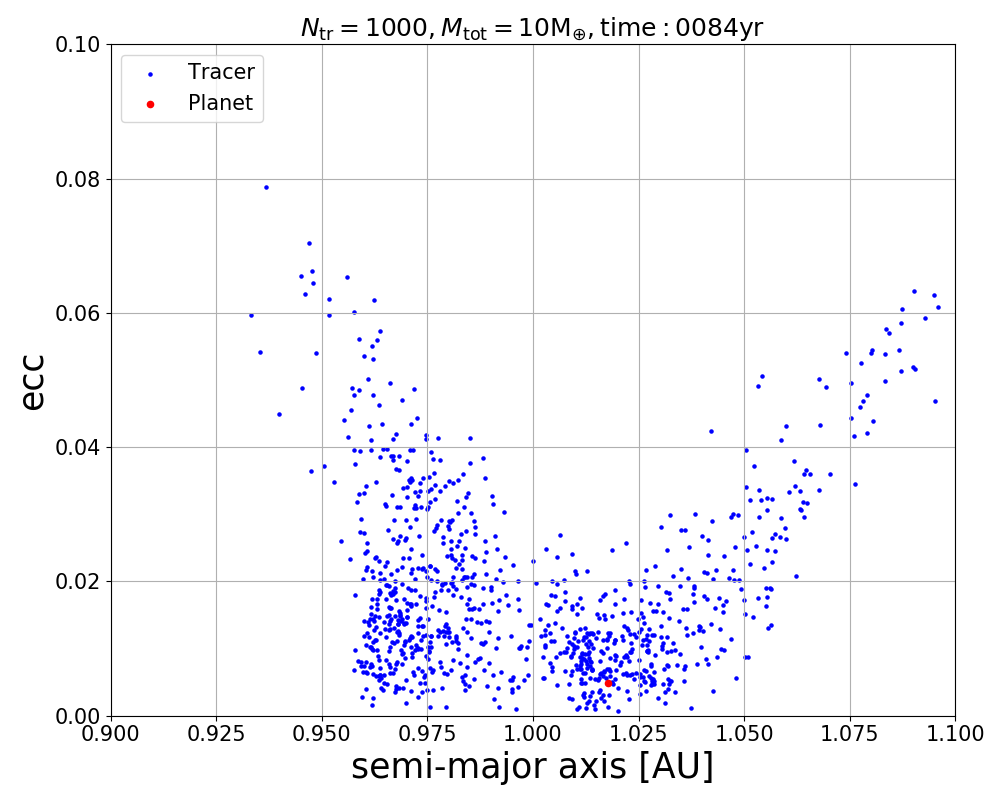 N_tr = 1000, M_tot = 10M_⊕, time : 0084yr
Tracer
Planet
0.10
0.08
0.06
0.04
0.02
0.00
ecc
0.900 0.925 0.950 0.975 1.000 1.025 1.050 1.075 1.100
semi-major axis [AU]